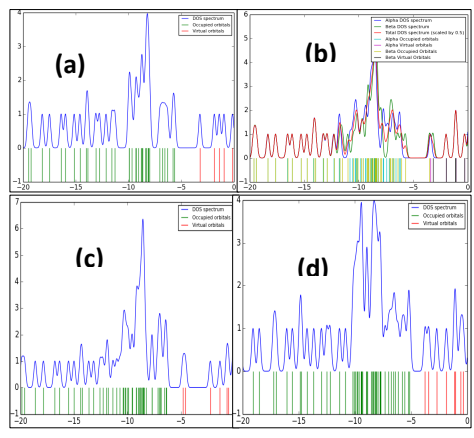 4
3
2
1
0
−1
−20
−15
−10
−5
0
(a)
DOS spectrum
Occupied orbitals
Virtual orbitals
6
5
4
3
2
1
0
−1
−20
−15
−10
−5
0
(b)
Alpha DOS spectrum
Beta DOS spectrum
Total DOS spectrum (scaled by 0.5)
Alpha Occupied orbitals
Alpha Virtual orbitals
Beta Occupied orbitals
Beta Virtual orbitals
7
6
5
4
3
2
1
0
−1
−20
−15
−10
−5
0
(c)
DOS spectrum
Occupied orbitals
Virtual orbitals
4
3
2
1
0
−1
−20
−15
−10
−5
0
(d)
DOS spectrum
Occupied orbitals
Virtual orbitals